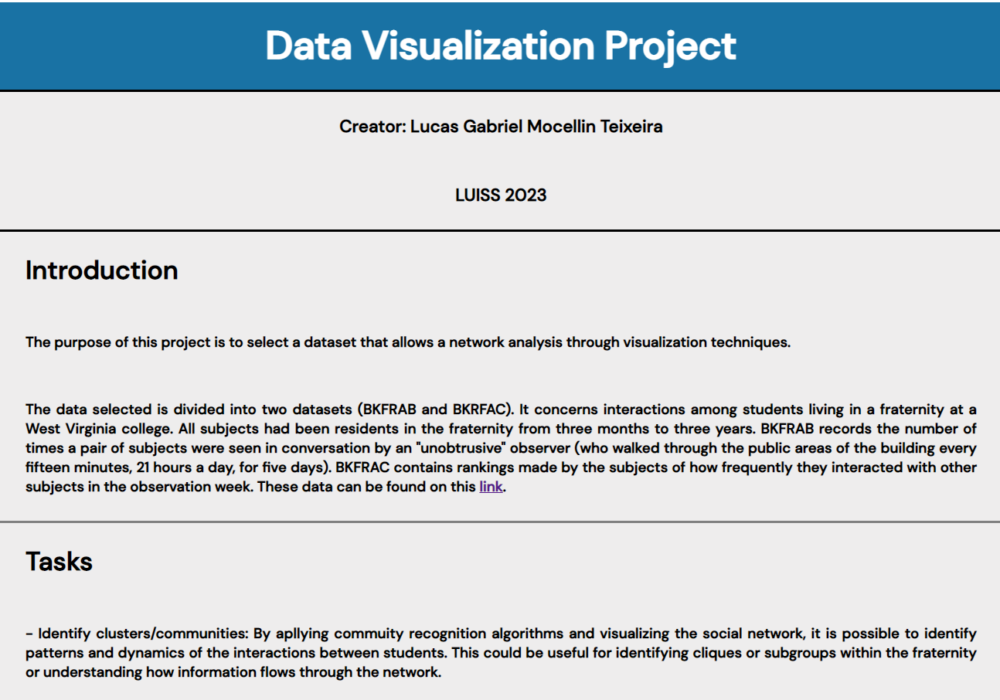 Data Visualization Project
Creator: Lucas Gabriel Mocellin Teixeira
LUISS 2023
Introduction
The purpose of this project is to select a dataset that allows a network analysis through visualization techniques.
The data selected is divided into two datasets (BKFRAB and BKRFAC). It concerns interactions among students living in a fraternity at a
West Virginia college. All subjects had been residents in the fraternity from three months to three years. BKFRAB records the number of
times a pair of subjects were seen in conversation by an "unobtrusive" observer (who walked through the public areas of the building every
fifteen minutes, 21 hours a day, for five days). BKFRAC contains rankings made by the subjects of how frequently they interacted with other
subjects in the observation week. These data can be found on this link.
Tasks
- Identify clusters/communities: By apllying commuity recognition algorithms and visualizing the social network, it is possible to identify
patterns and dynamics of the interactions between students. This could be useful for identifying cliques or subgroups within the fraternity
or understanding how information flows through the network.